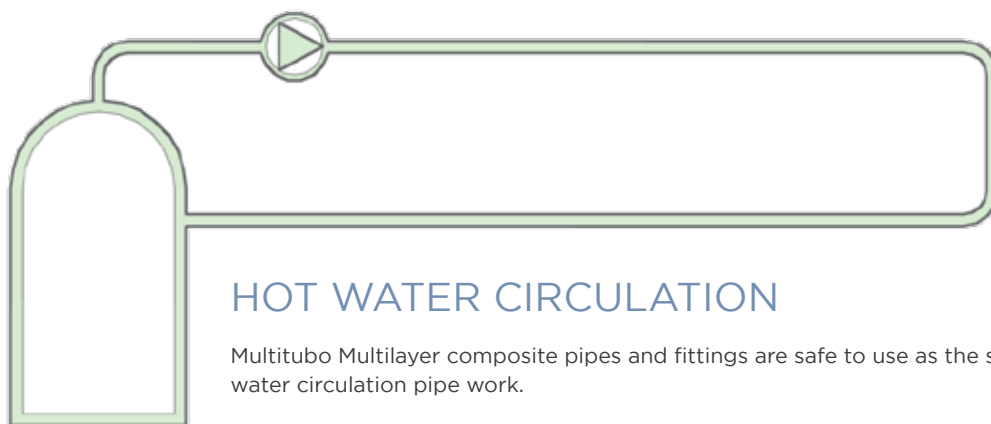 HOT WATER CIRCULATION
Multitubo Multilayer composite pipes and fittings are safe to use as the
water circulation pipe work.